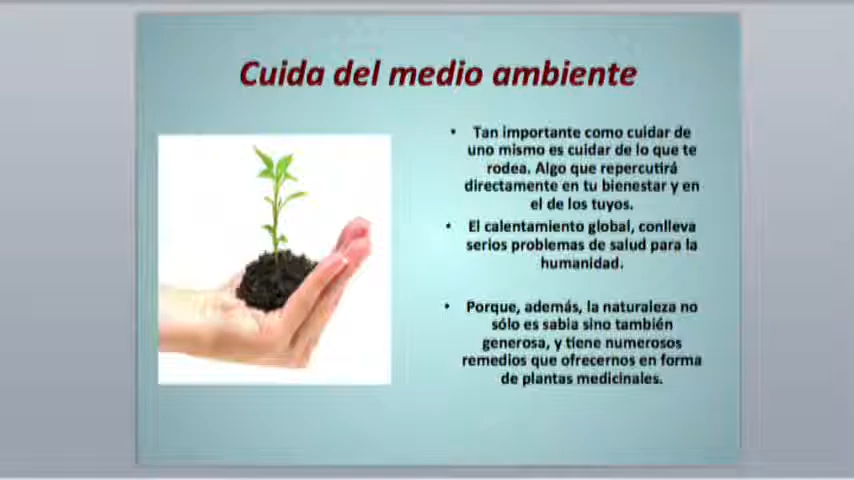 Cuida del medio ambiente
• Tan importante como cuidar de
uno mismo es cuidar de lo que te
rodea. Algo que repercutirá
directamente en tu bienestar y en
el de los tuyos.
• El calentamiento global, conlleva
serios problemas de salud para la
humanidad.
• Porque, además, la naturaleza no
sólo es sabia sino también
generosa, y tiene numerosos
remedios que ofrecernos en forma
de plantas medicinales.